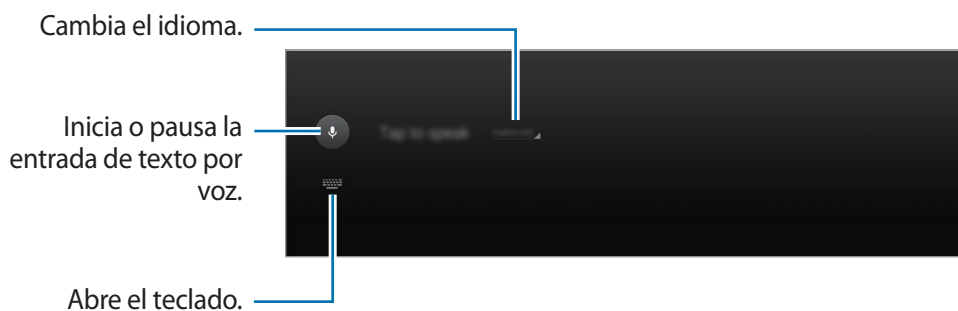 Cambia el idioma.
Inicia o pausa la
entrada de texto por
voz.
Tap to speak
Abre el teclado.